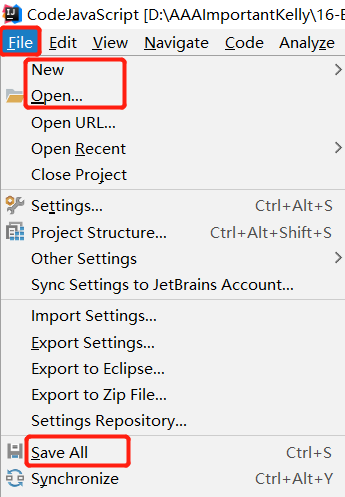 CodeJavaScript [D:\AAAImportantKelly\16-E
File Edit View Navigate Code Analyze
New
Open...
Open URL...
Open Recent
Close Project
Settings... Ctrl+Alt+S
Project Structure... Ctrl+Alt+Shift+S
Other Settings
Sync Settings to JetBrains Account...
Import Settings...
Export Settings...
Export to Eclipse...
Export to Zip File...
Settings Repository...
Save All Ctrl+S
Synchronize Ctrl+Alt+Y